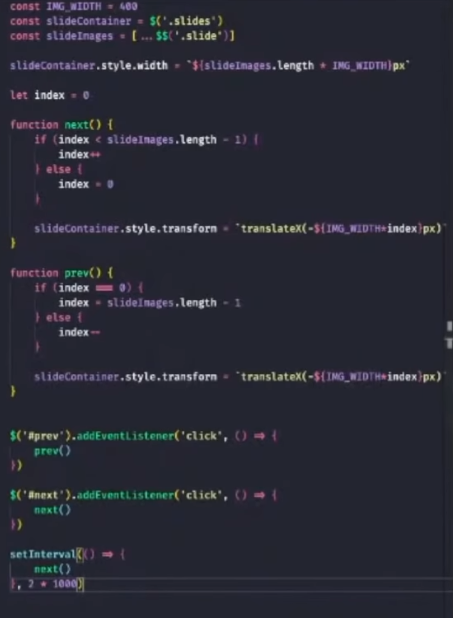 const IMG_WIDTH = 400
const slideContainer = $('.slides')
const slideImages = [ ...$$('.slide')]
slideContainer.style.width = `${slideImages.length * IMG_WIDTH}px`
let index = 0
function next() {
if (index < slideImages.length - 1) {
index++
} else {
index = 0
}
slideContainer.style.transform = `translateX(-${IMG_WIDTH*index}px)`
}
function prev() {
if (index === 0) {
index = slideImages.length - 1
} else {
index--
}
slideContainer.style.transform = `translateX(-${IMG_WIDTH*index}px)`
}
$('#prev').addEventListener('click', () => {
prev()
})
$('#next').addEventListener('click', () => {
next()
})
setInterval(() => {
next()
}, 2 * 1000)